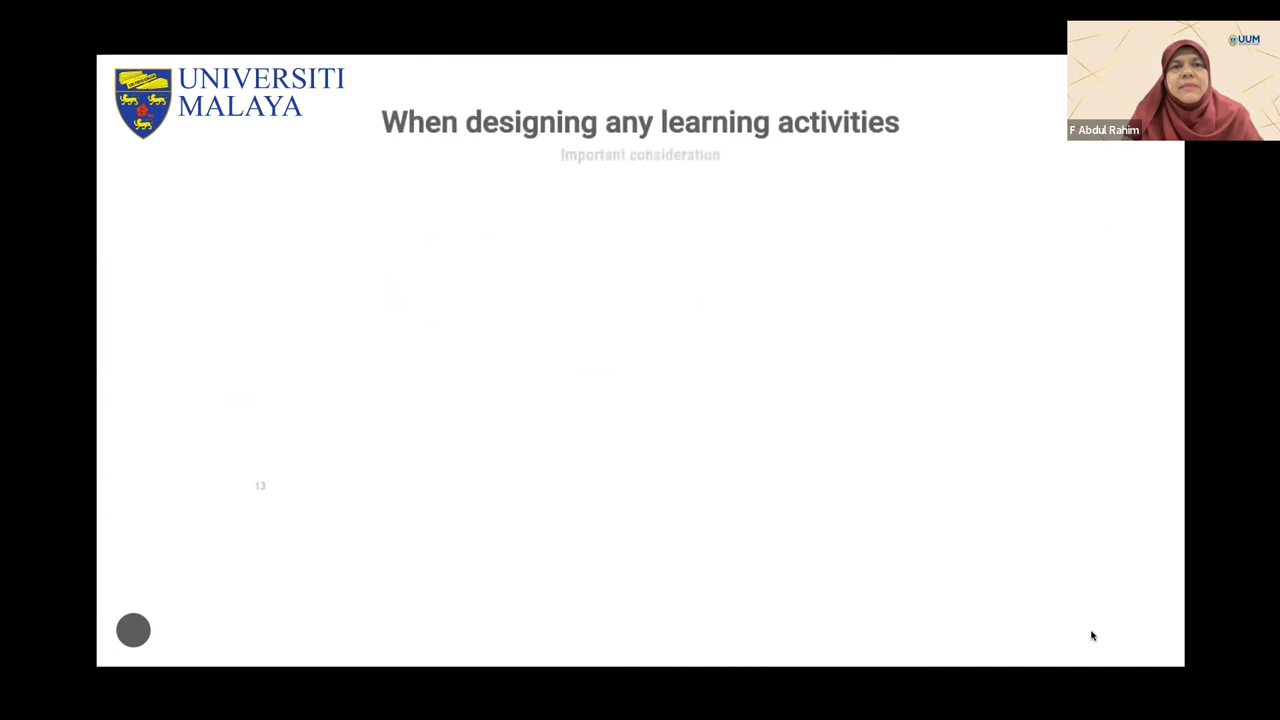 UNIVERSITI
MALAYA
When designing any learning activities
Important consideration
UUM
F Abdul Rahim
13